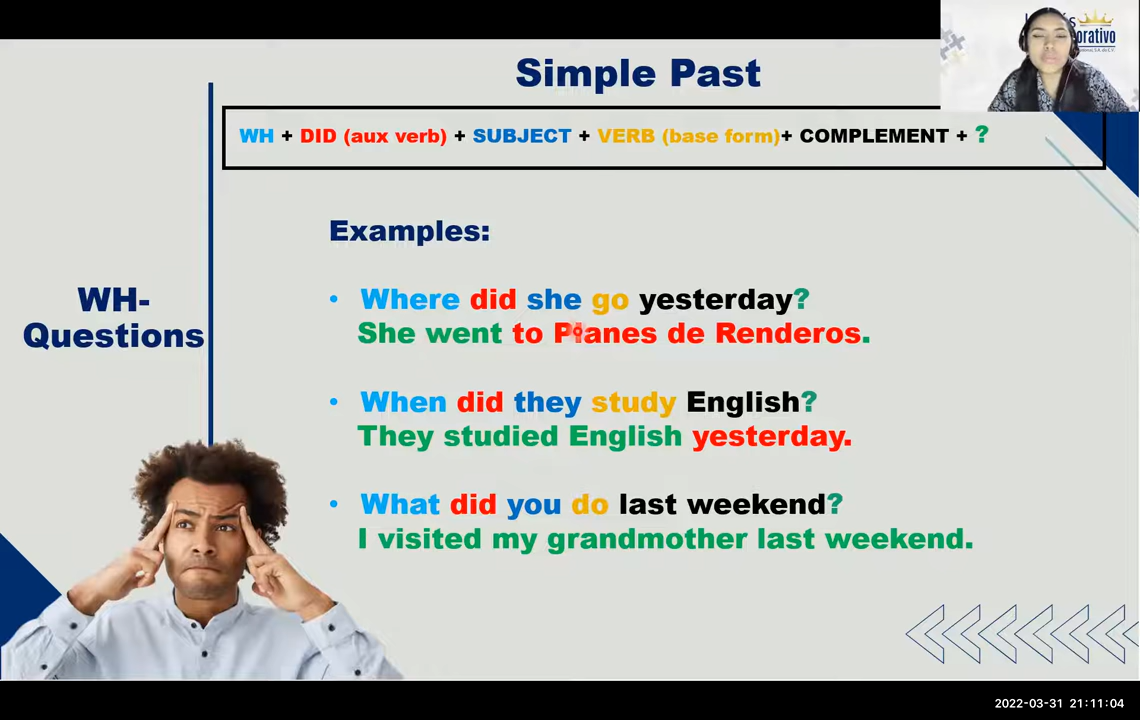 Simple Past
WH + DID (aux verb) + SUBJECT + VERB (base form)+ COMPLEMENT + ?
Examples:
WH-
Questions
• Where did she go yesterday?
She went to Planes de Renderos.
• When did they study English?
They studied English yesterday.
• What did you do last weekend?
I visited my grandmother last weekend.
orativo
2022-03-31 21:11:04